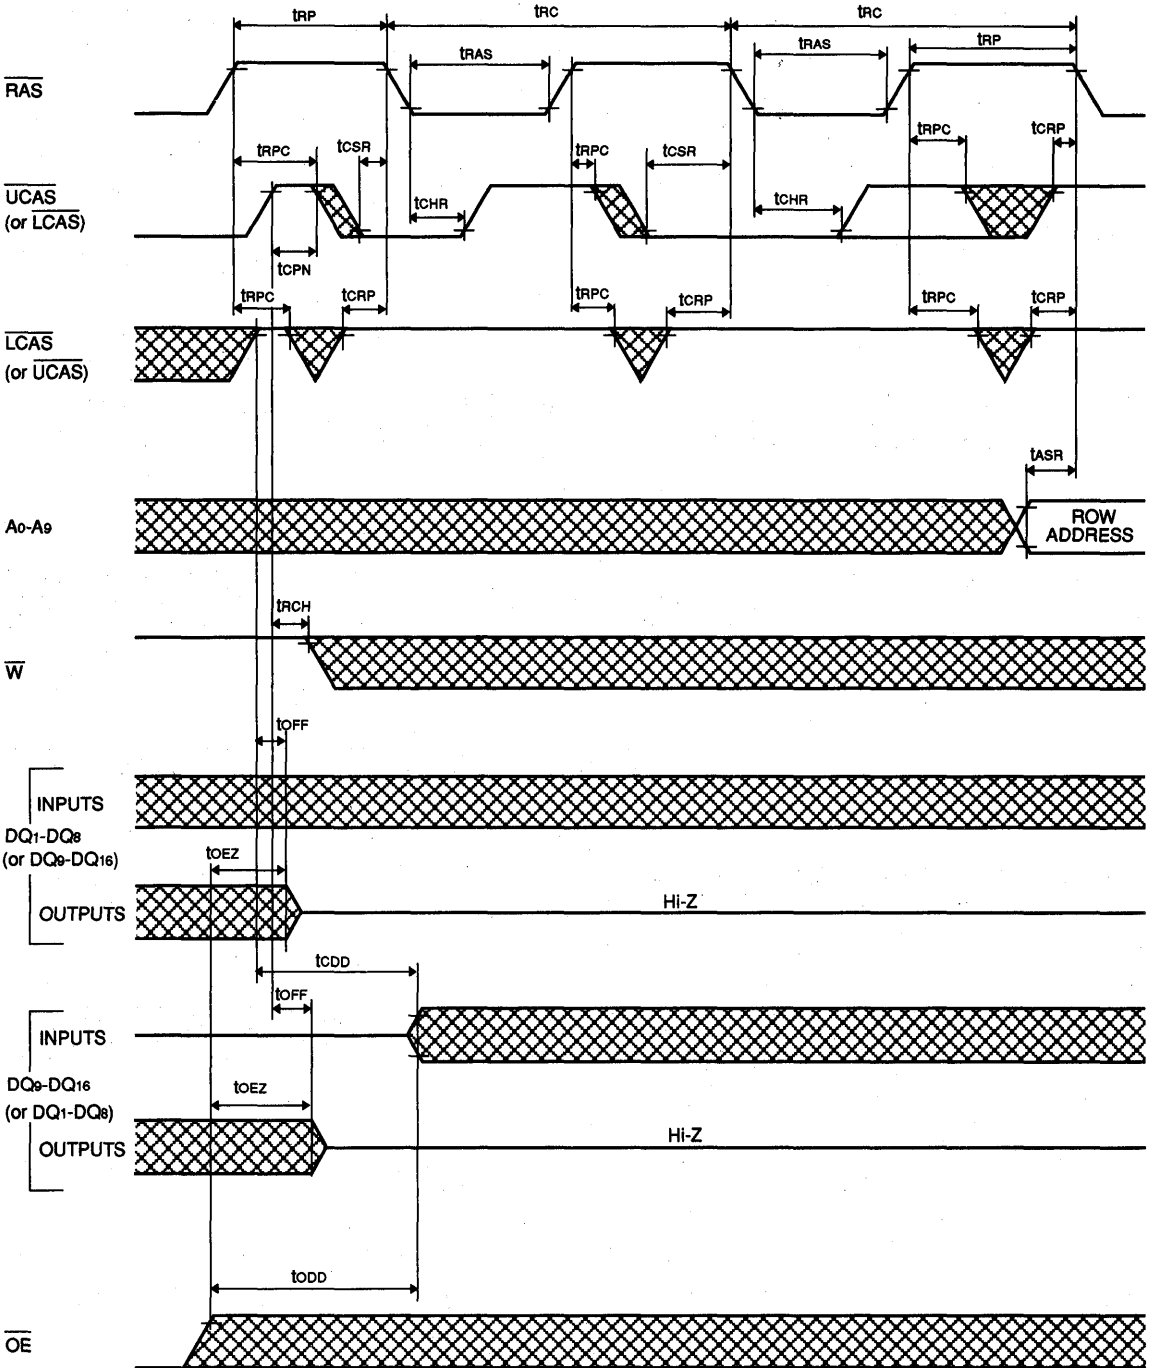 tRP
tRC
tRC
tRAS
tRAS
tRP
RAS
tRPC
tCSR
tRPC
tCSR
tRPC
tCRP
UCAS
(or LCAS)
tCHR
tCHR
tCPN
tRPC
tCRP
tRPC
tCRP
tRPC
tCRP
LCAS
(or UCAS)
tASR
A0-A9
ROW
ADDRESS
tRCH
W
tOFF
INPUTS
DQ1-DQ8
(or DQ9-DQ16)
tOEZ
OUTPUTS
Hi-Z
tCDD
tOFF
INPUTS
DQ9-DQ16
(or DQ1-DQ8)
tOEZ
OUTPUTS
Hi-Z
tODD
OE